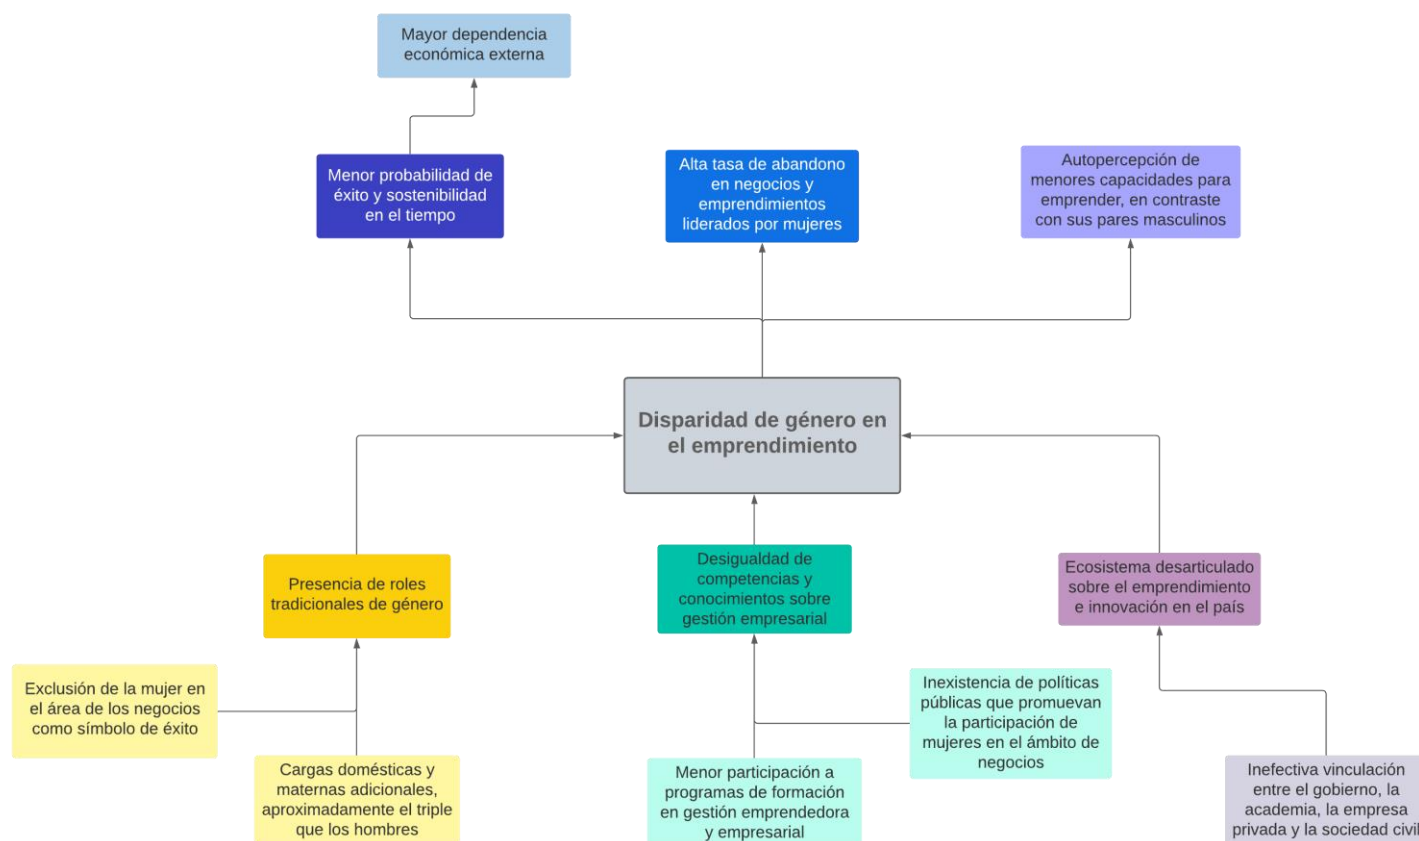 Mayor dependencia
económica externa
Menor probabilidad de
éxito y sostenibilidad
en el tiempo
Alta tasa de abandono
en negocios y
emprendimientos
liderados por mujeres
Autopercepción de
menores capacidades para
emprender, en contraste
con sus pares masculinos
Disparidad de género en
el emprendimiento
Presencia de roles
tradicionales de género
Desigualdad de
competencias y
conocimientos sobre
gestión empresarial
Ecosistema desarticulado
sobre el emprendimiento
e innovación en el país
Exclusión de la mujer en
el área de los negocios
como símbolo de éxito
Inexistencia de políticas
públicas que promuevan
la participación de
mujeres en el ámbito de
negocios
Cargas domésticas y
maternas adicionales,
aproximadamente el triple
que los hombres
Menor participación a
programas de formación
en gestión emprendedora
y empresarial
Inefectiva vinculación
entre el gobierno, la
academia, la empresa
privada y la sociedad civil